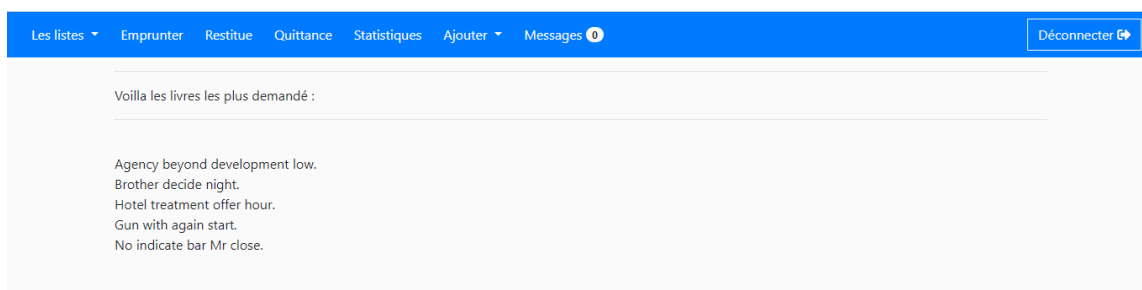 Les listes Emprunter Restitue Quittance Statistiques Ajouter Messages 0 Déconnecter
Voilla les livres les plus demandé :
Agency beyond development low.
Brother decide night.
Hotel treatment offer hour.
Gun with again start.
No indicate bar Mr close.